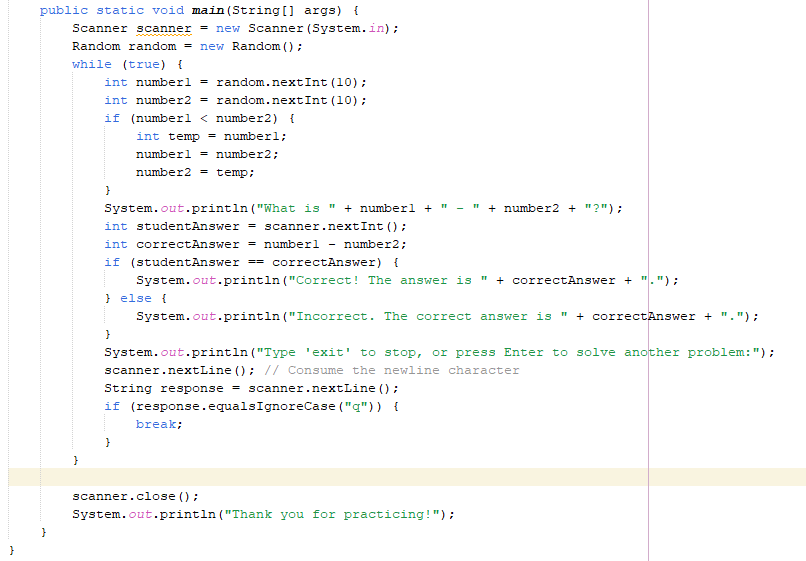 public static void main(String[] args) {
Scanner scanner = new Scanner(System.in);
Random random = new Random();
while (true) {
int number1 = random.nextInt(10);
int number2 = random.nextInt(10);
if (number1 < number2) {
int temp = number1;
number1 = number2;
number2 = temp;
}
System.out.println("What is " + number1 + " - " + number2 + "?");
int studentAnswer = scanner.nextInt();
int correctAnswer = number1 - number2;
if (studentAnswer == correctAnswer) {
System.out.println("Correct! The answer is " + correctAnswer + ".");
} else {
System.out.println("Incorrect. The correct answer is " + correctAnswer + ".");
}
System.out.println("Type 'exit' to stop, or press Enter to solve another problem:");
scanner.nextLine(); // Consume the newline character
String response = scanner.nextLine();
if (response.equalsIgnoreCase("q")) {
break;
}
}
scanner.close();
System.out.println("Thank you for practicing!");
}
}